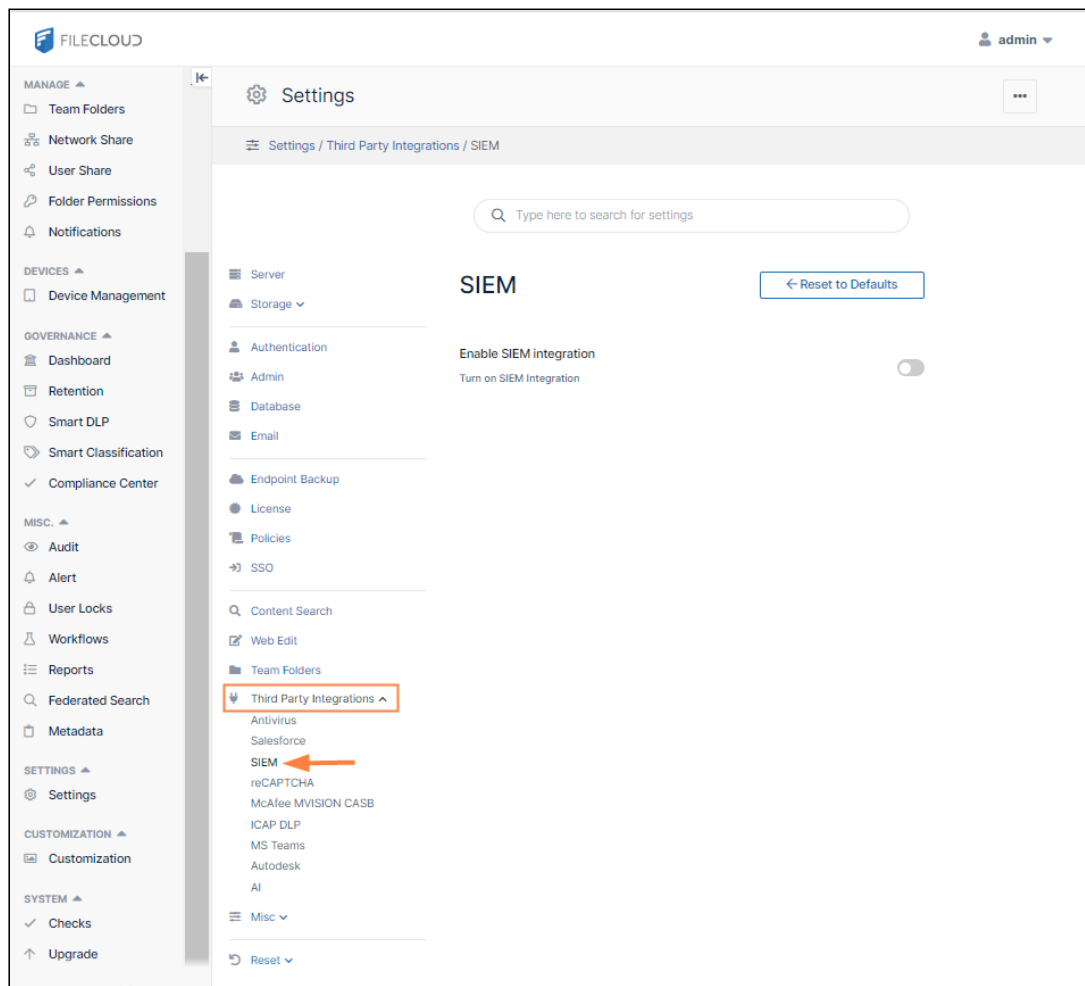 FILECLOUD
admin
MANAGE
Team Folders
Network Share
User Share
Folder Permissions
Notifications
DEVICES
Device Management
GOVERNANCE
Dashboard
Retention
Smart DLP
Smart Classification
Compliance Center
MISC.
Audit
Alert
User Locks
Workflows
Reports
Federated Search
Metadata
SETTINGS
Settings
CUSTOMIZATION
Customization
SYSTEM
Checks
Upgrade
Settings
Settings / Third Party Integrations / SIEM
Type here to search for settings
Server
Storage
Authentication
Admin
Database
Email
Endpoint Backup
License
Policies
SSO
Content Search
Web Edit
Team Folders
Third Party Integrations
Antivirus
Salesforce
SIEM
reCAPTCHA
McAfee MVISION CASB
ICAP DLP
MS Teams
Autodesk
AI
Misc
Reset
SIEM
Reset to Defaults
Enable SIEM integration
Turn on SIEM Integration